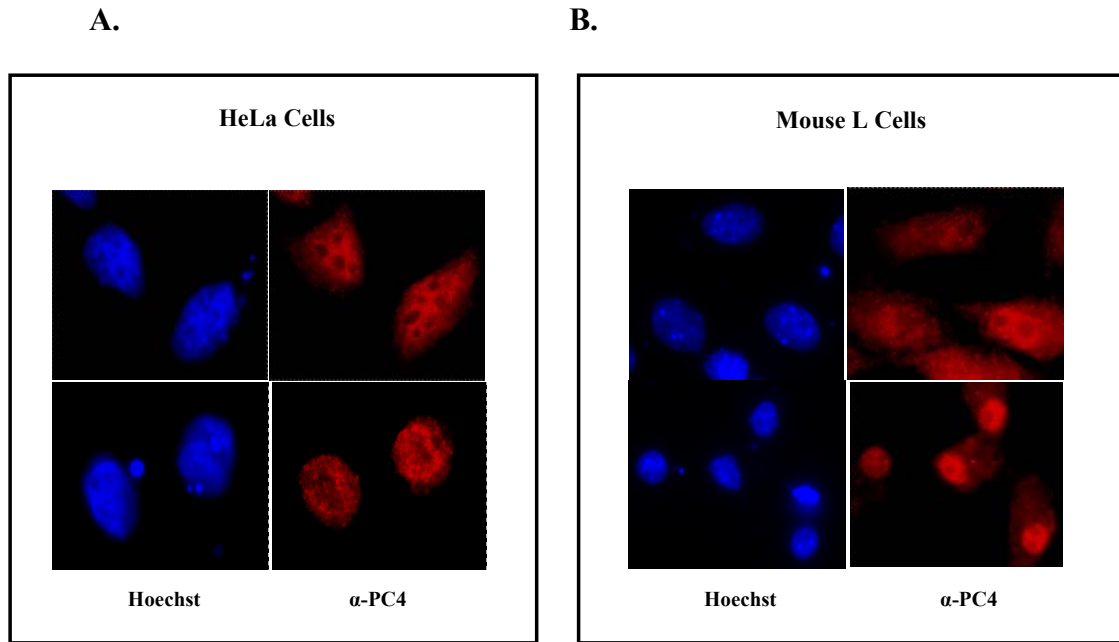 A.
B.
HeLa Cells
Mouse L Cells
Hoechst
α-PC4
Hoechst
α-PC4